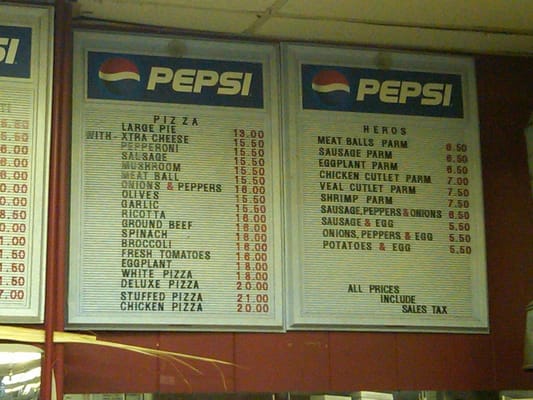 PEPSI
PIZZA
LARGE PIE 13.00
WITH-XTRA CHEESE 15.50
PEPPERONI 15.50
SALSAGE 15.50
MUSHROOM 15.50
MEAT BALL 15.50
ONIONS & PEPPERS 16.00
OLIVES 15.50
GARLIC 15.50
RICOTTA 16.00
GROUND BEEF 16.00
SPINACH 16.00
BROCCOLI 16.00
FRESH TOMATOES 16.00
EGGPLANT 18.00
WHITE PIZZA 18.00
DELUXE PIZZA 20.00
STUFFED PIZZA 21.00
CHICKEN PIZZA 20.00
PEPSI
HEROS
MEAT BALLS PARM 6.50
SAUSAGE PARM 6.50
EGGPLANT PARM 6.50
CHICKEN CUTLET PARM 7.00
VEAL CUTLET PARM 7.50
SHRIMP PARM 7.50
SAUSAGE, PEPPERS & ONIONS 6.50
SAUSAGE & EGG 5.50
ONIONS, PEPPERS & EGG 5.50
POTATOES & EGG 5.50
ALL PRICES
INCLUDE
SALES TAX